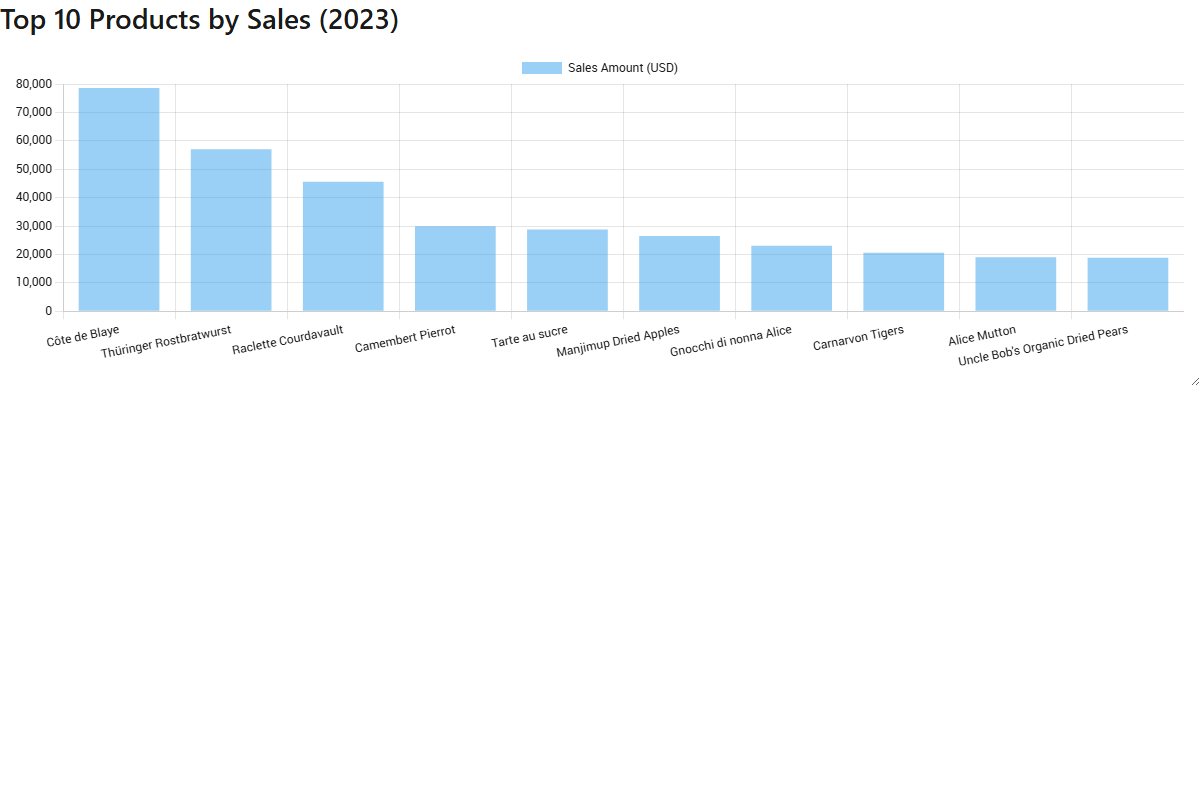 Top 10 Products by Sales (2023)
Sales Amount (USD)
80,000
70,000
60,000
50,000
40,000
30,000
20,000
10,000
0
Côte de Blaye
Thüringer Rostbratwurst
Raclette Courdavault
Camembert Pierrot
Tarte au sucre
Manjimup Dried Apples
Gnocchi di nonna Alice
Carnarvon Tigers
Alice Mutton
Uncle Bob's Organic Dried Pears